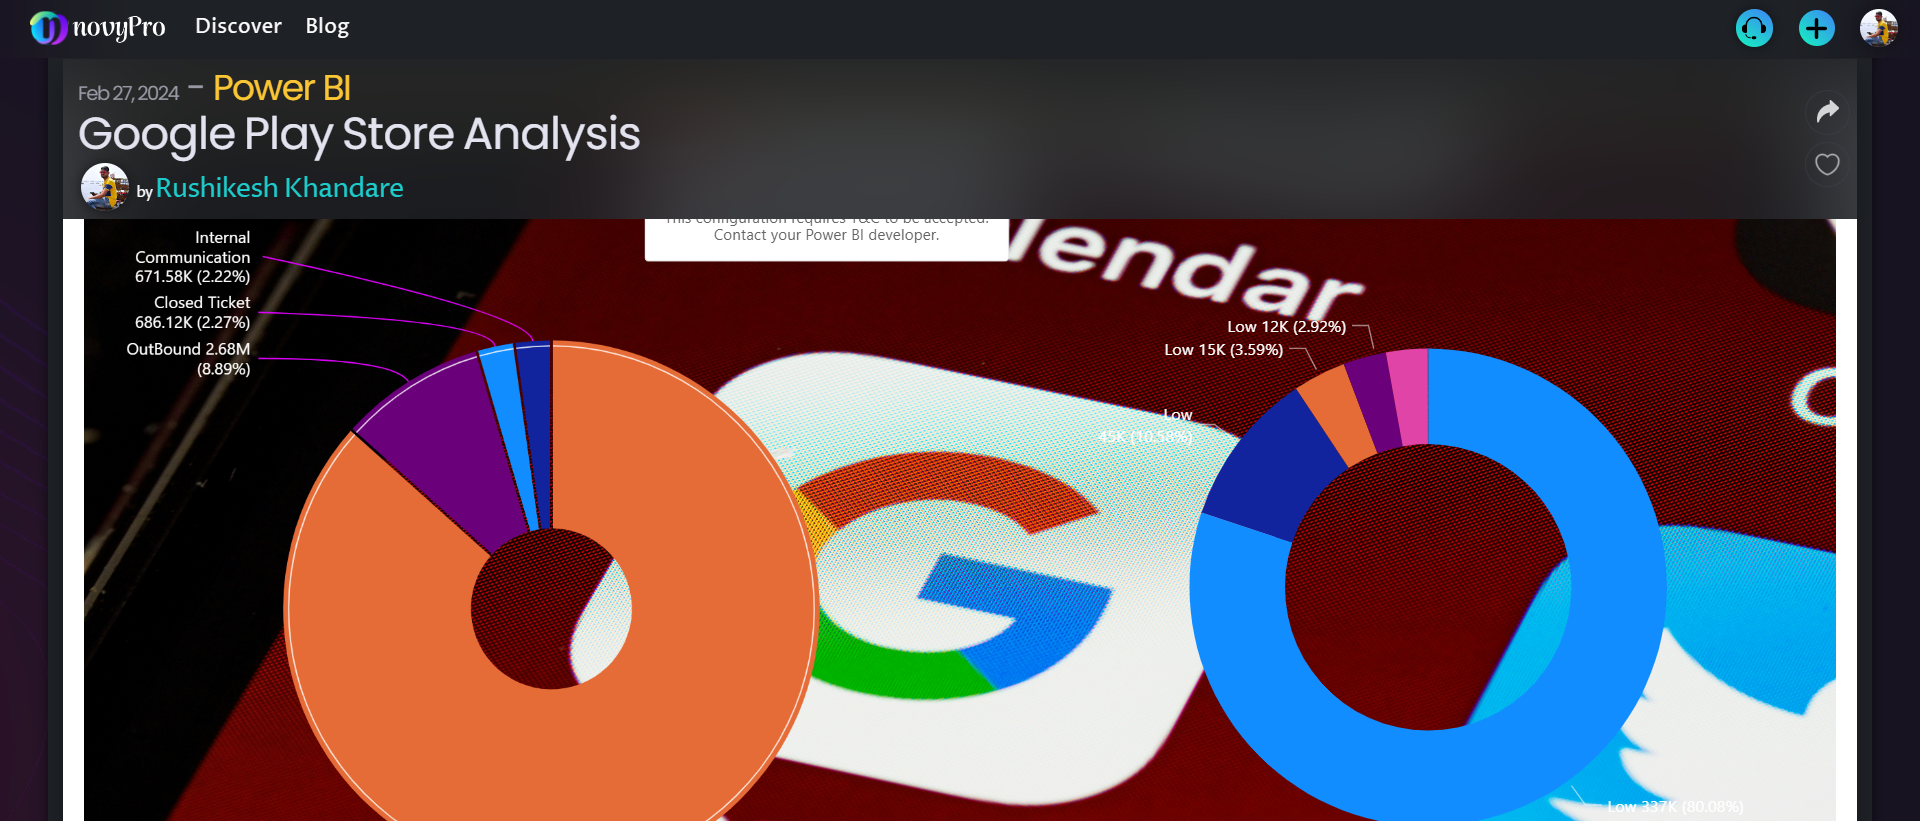 novyPro
Discover
Blog
Feb 27, 2024 – Power BI
Google Play Store Analysis
by Rushikesh Khandare
This configuration requires T&C to be accepted.
Contact your Power BI developer.
lendar
Internal
Communication
671.58K (2.22%)
Closed Ticket
686.12K (2.27%)
OutBound 2.68M
(8.89%)
Low 12K (2.92%)
Low 15K (3.59%)
Low
45K (10.58%)
G
Low 337K (80.08%)